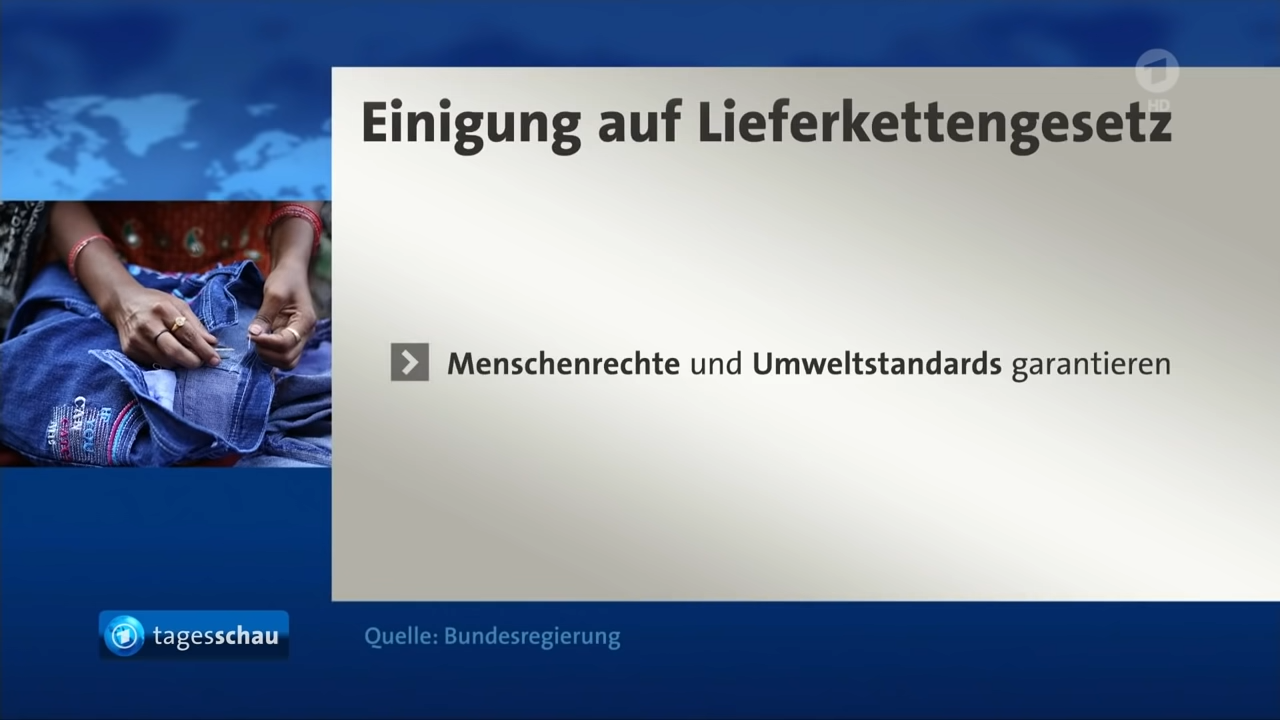 Einigung auf Lieferkettengesetz
HD
Menschenrechte und Umweltstandards garantieren
tagesschau
Quelle: Bundesregierung